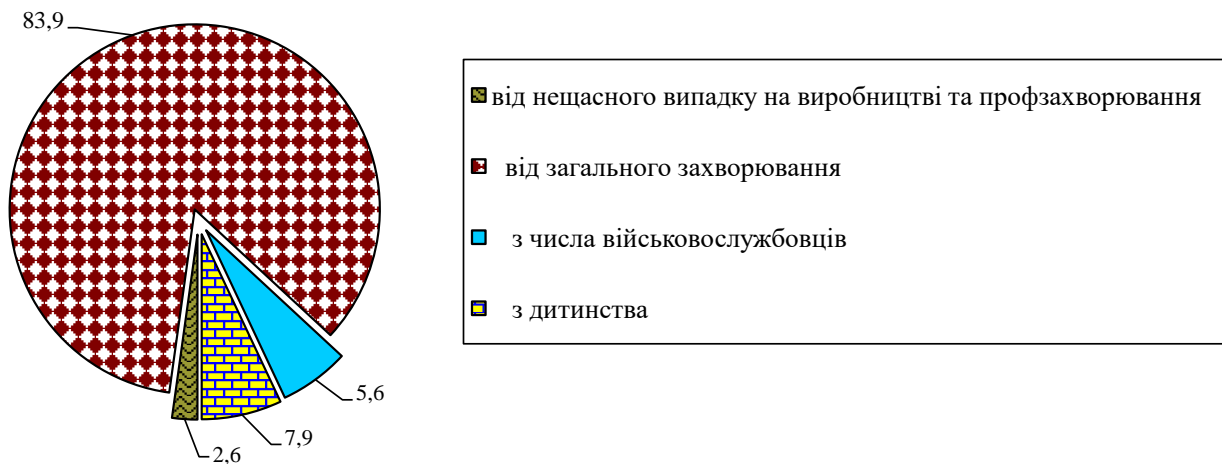 83,9
від нещасного випадку на виробництві та профзахворювання
від загального захворювання
з числа військовослужбовців
з дитинства
5,6
7,9
2,6